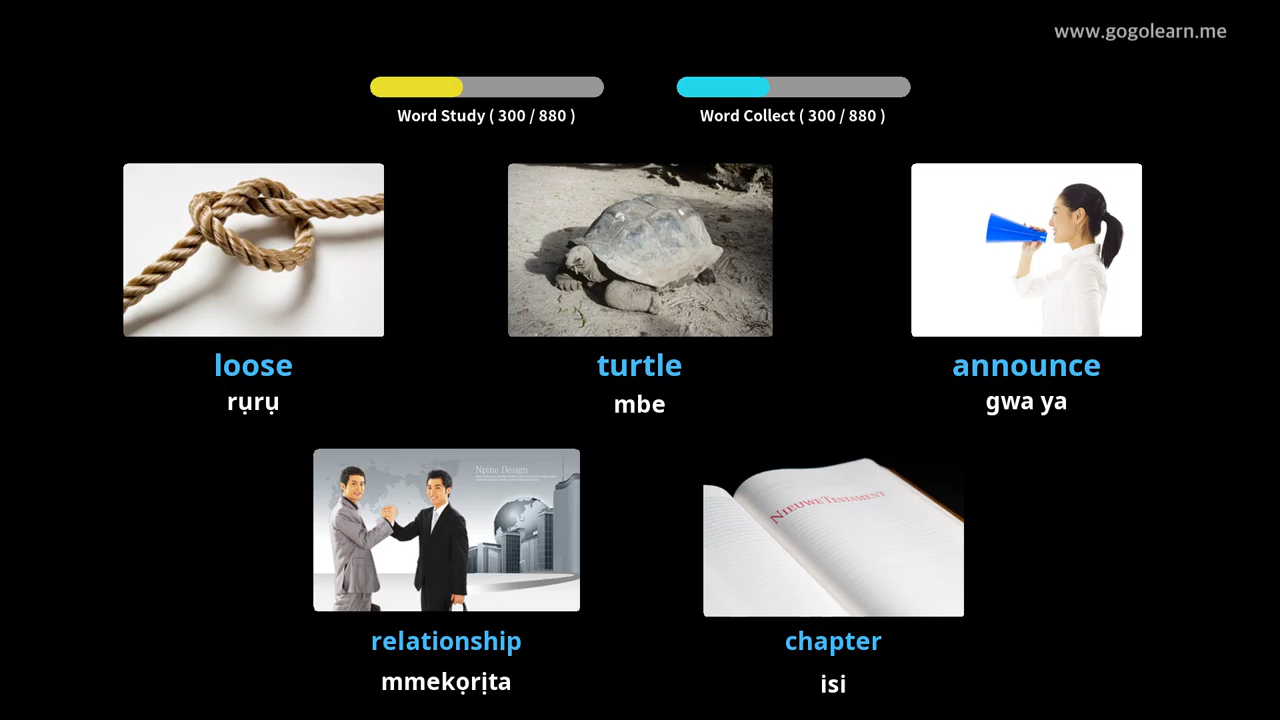 www.gogolearn.me
Word Study ( 300 / 880 )
Word Collect ( 300 / 880 )
loose
rụrụ
turtle
mbe
announce
gwa ya
Npine Design
relationship
mmekọrịta
NIEUWE TESTAMENT
chapter
isi